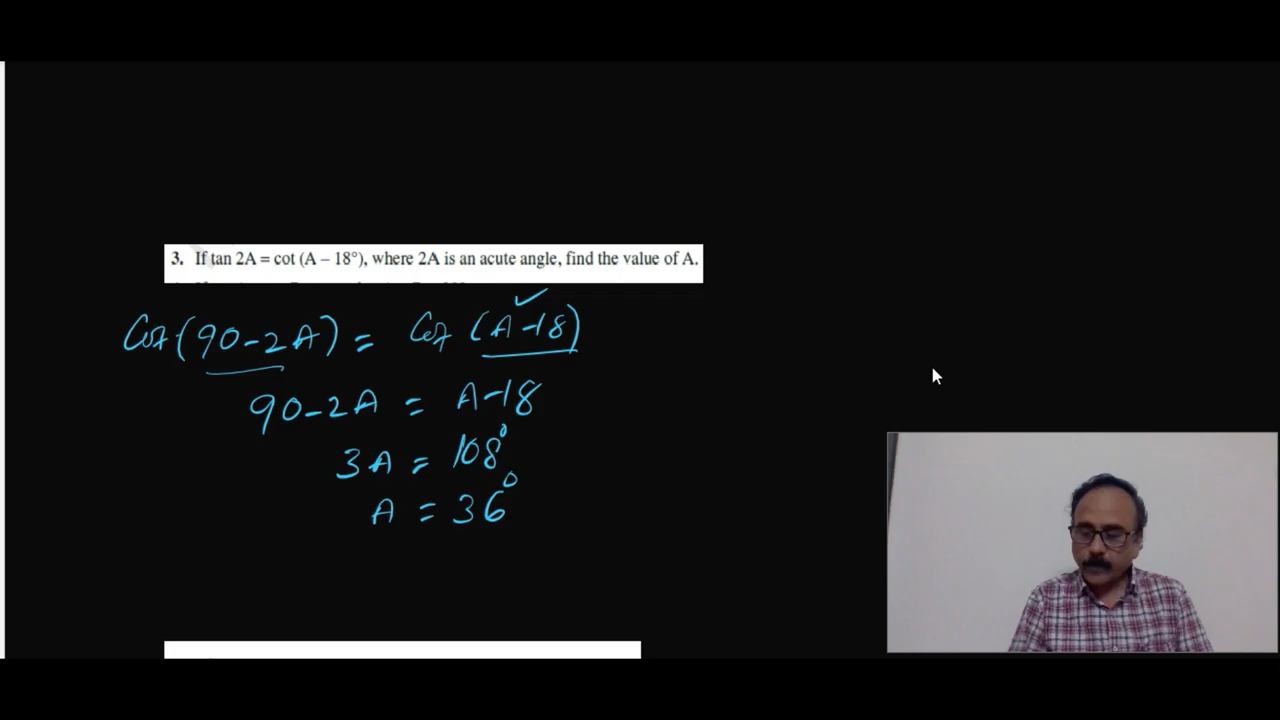 3. If tan 2A = cot (A – 18°), where 2A is an acute angle, find the value of A.
Cot (90-2A) = Cot (A-18)
90-2A = A-18
3A = 108°
A = 36°